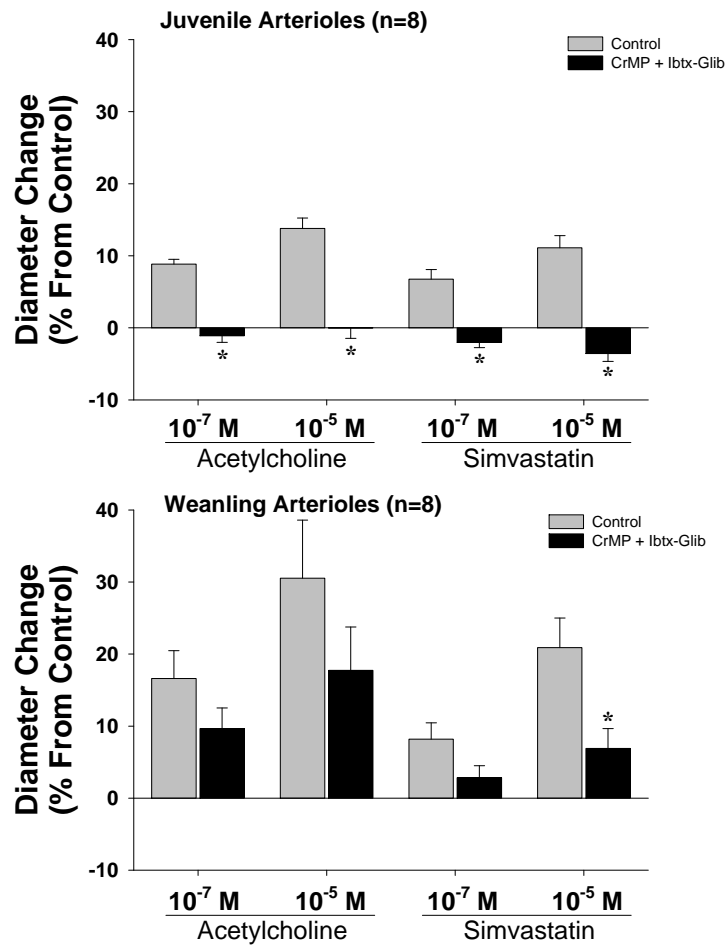 Juvenile Arterioles (n=8)
Control
CrMP + Ibtx-Glib
Diameter Change
(% From Control)
40
30
20
10
0
-10
* * * *
10⁻⁷ M 10⁻⁵ M 10⁻⁷ M 10⁻⁵ M
Acetylcholine Simvastatin
Weanling Arterioles (n=8)
Control
CrMP + Ibtx-Glib
Diameter Change
(% From Control)
40
30
20
10
0
-10
*
10⁻⁷ M 10⁻⁵ M 10⁻⁷ M 10⁻⁵ M
Acetylcholine Simvastatin